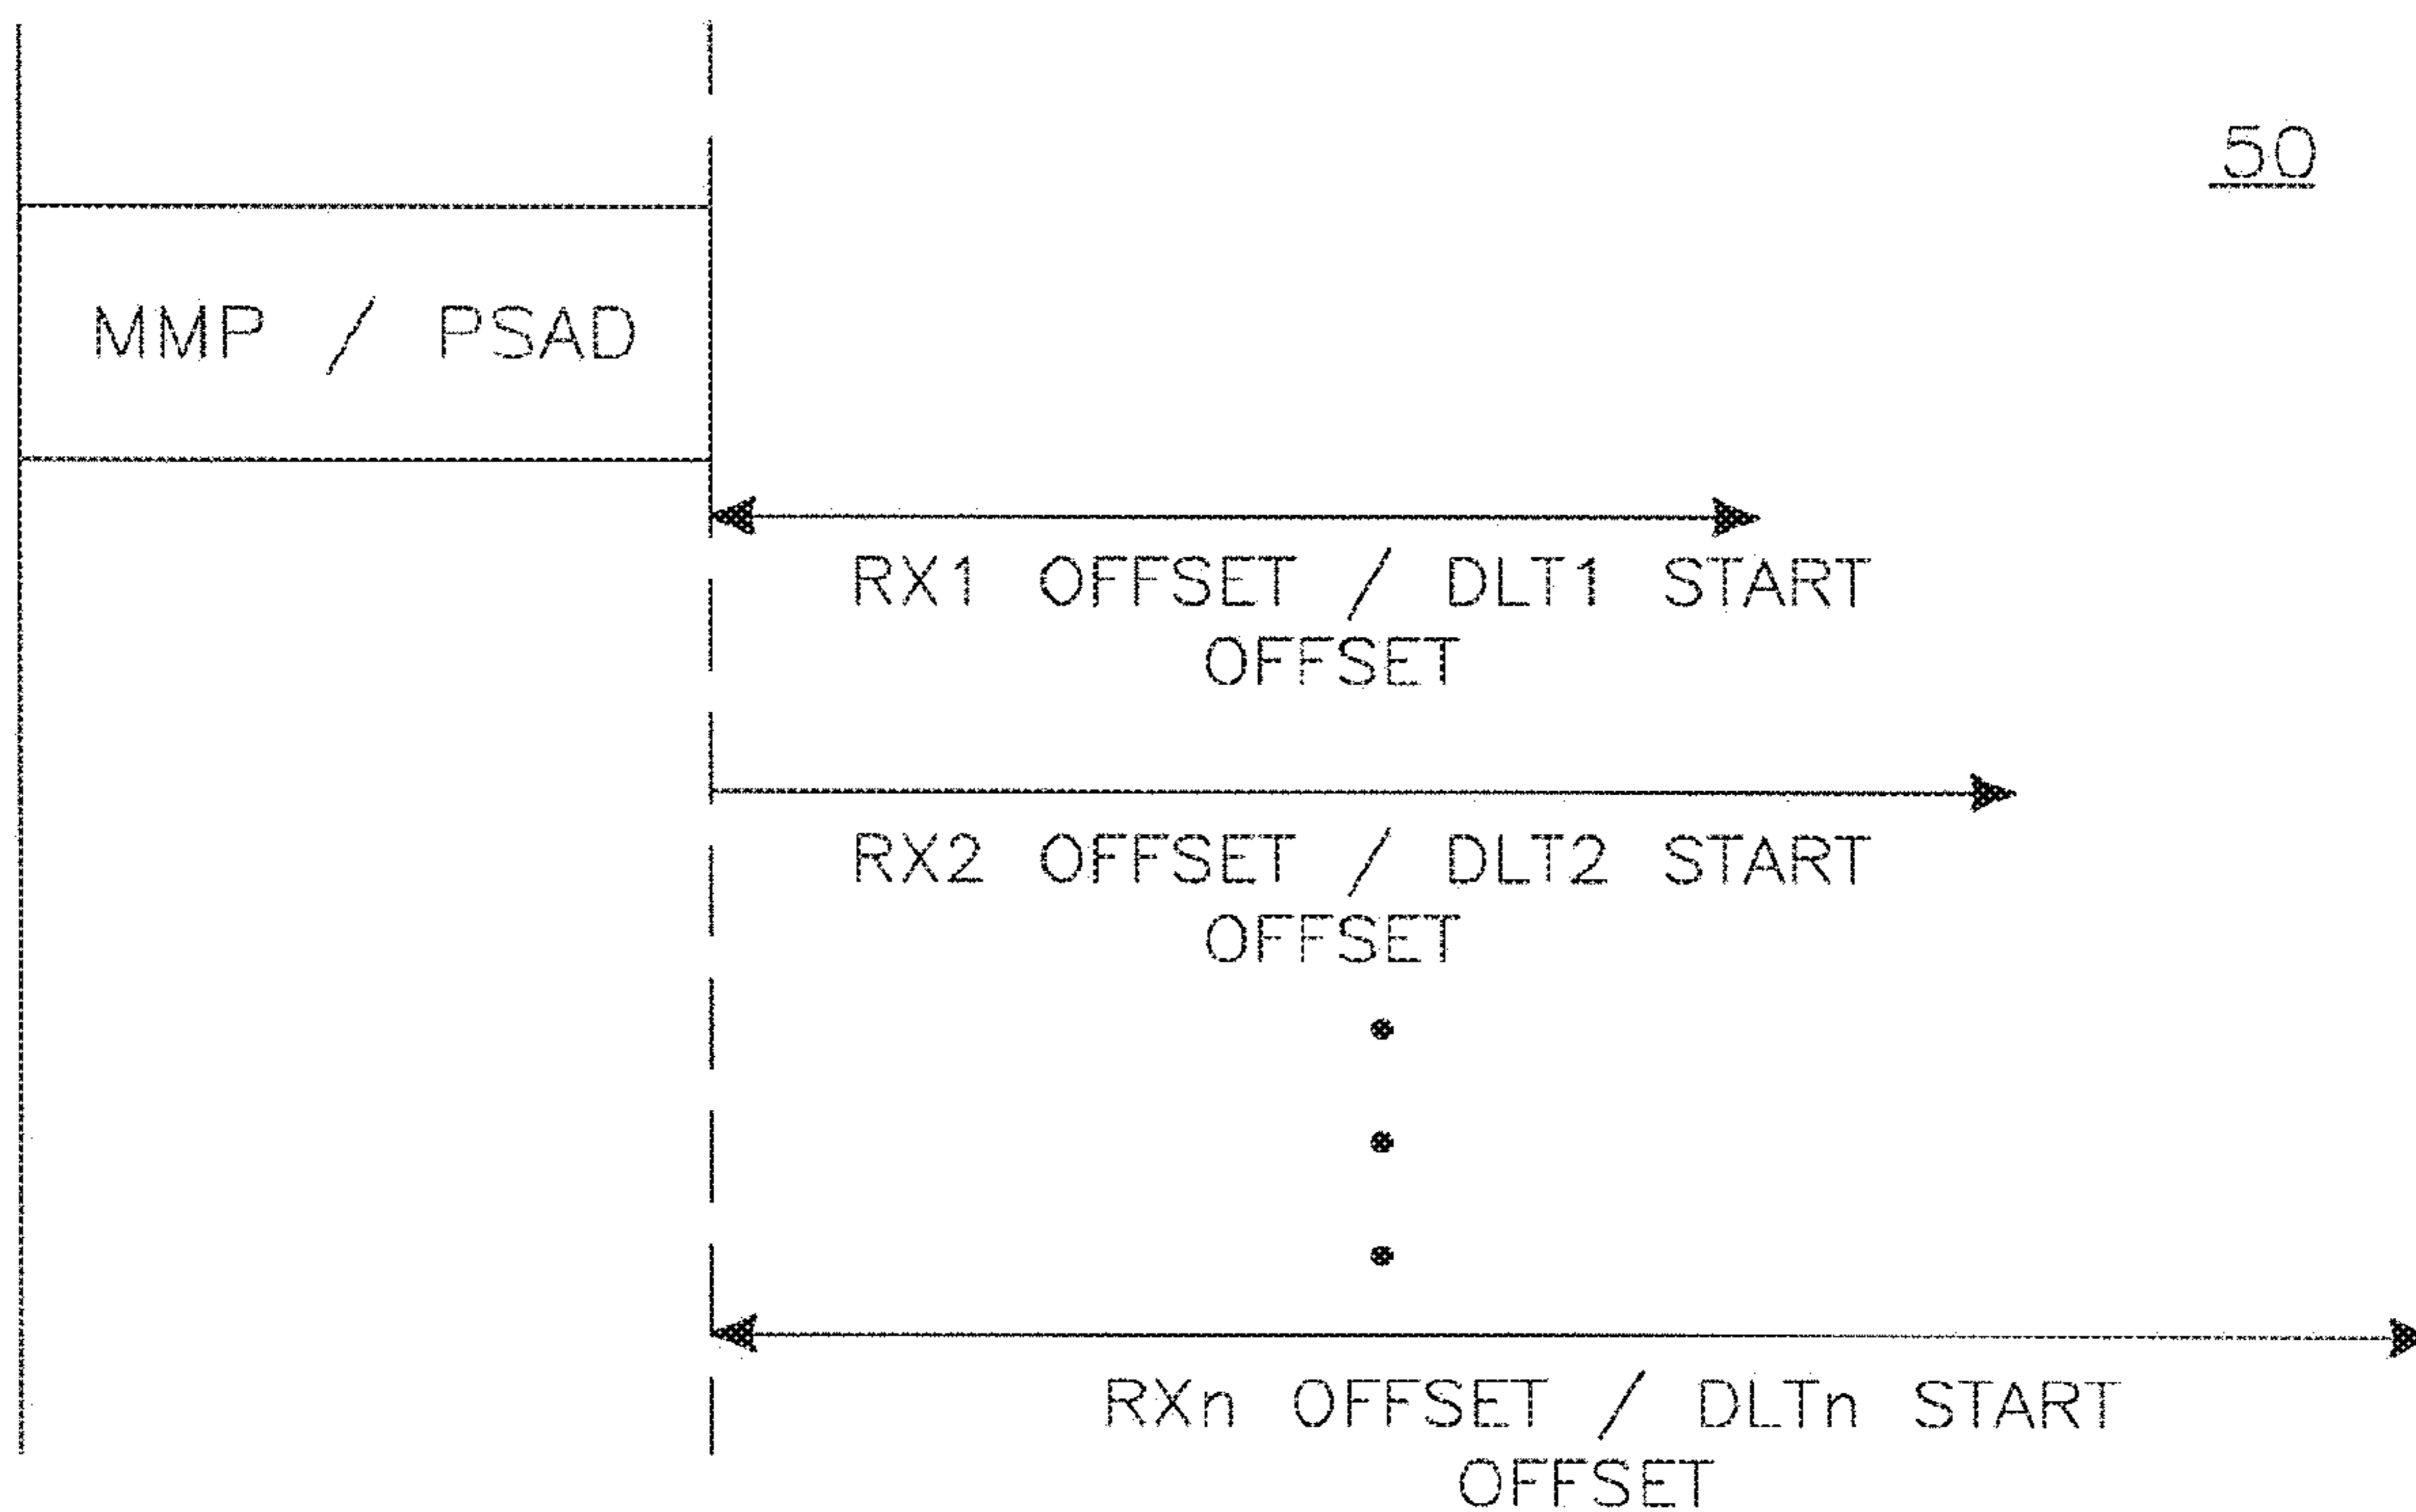 50
MMP / PSAD
RX1 OFFSET / DLT1 START
OFFSET
RX2 OFFSET / DLT2 START
OFFSET
RXn OFFSET / DLTn START
OFFSET